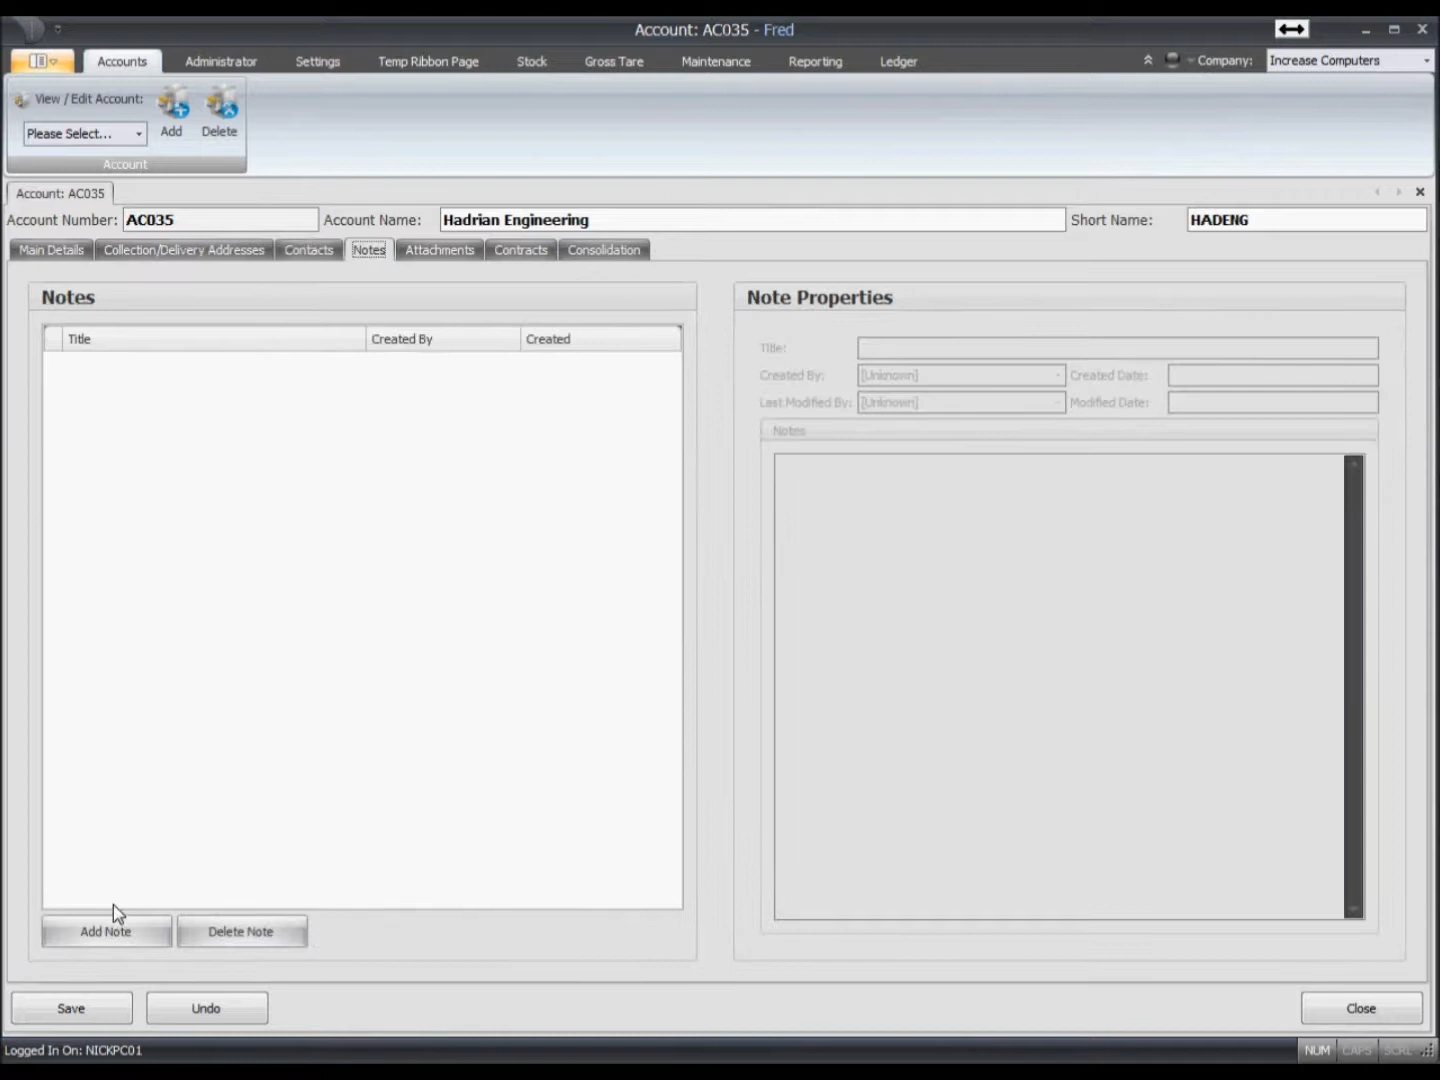 Account: AC035 - Fred
Accounts Administrator Settings Temp Ribbon Page Stock Gross Tare Maintenance Reporting Ledger Company: Increase Computers
View / Edit Account:
Please Select... Add Delete
Account
Account: AC035
Account Number: AC035 Account Name: Hadrian Engineering Short Name: HADENG
Main Details Collection/Delivery Addresses Contacts Notes Attachments Contracts Consolidation
Notes Note Properties
Title Created By Created
Title:
Created By: [Unknown] Created Date:
Last Modified By: [Unknown] Modified Date:
Notes
Add Note Delete Note
Save Undo Close
Logged In On: NICKPC01 NUM CAPS SCRL